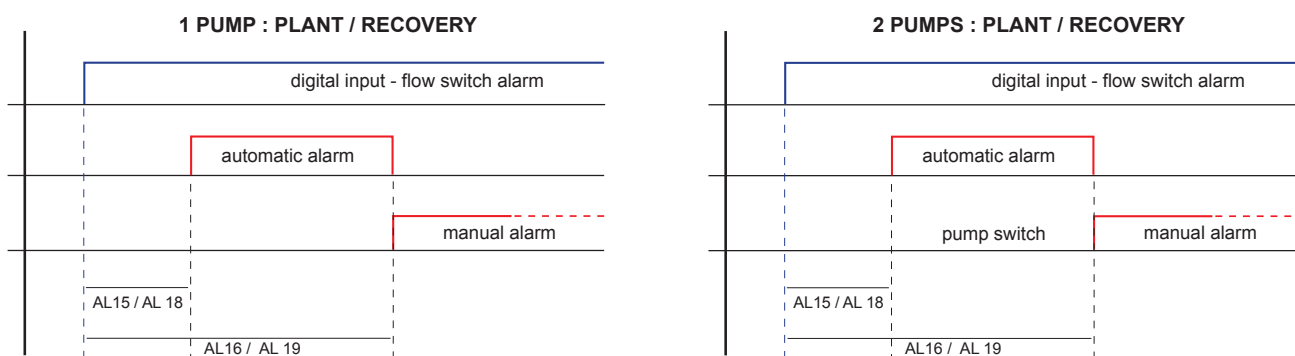 1 PUMP : PLANT / RECOVERY
digital input - flow switch alarm
automatic alarm
manual alarm
AL15 / AL 18
AL16 / AL 19
2 PUMPS : PLANT / RECOVERY
digital input - flow switch alarm
automatic alarm
pump switch manual alarm
AL15 / AL 18
AL16 / AL 19